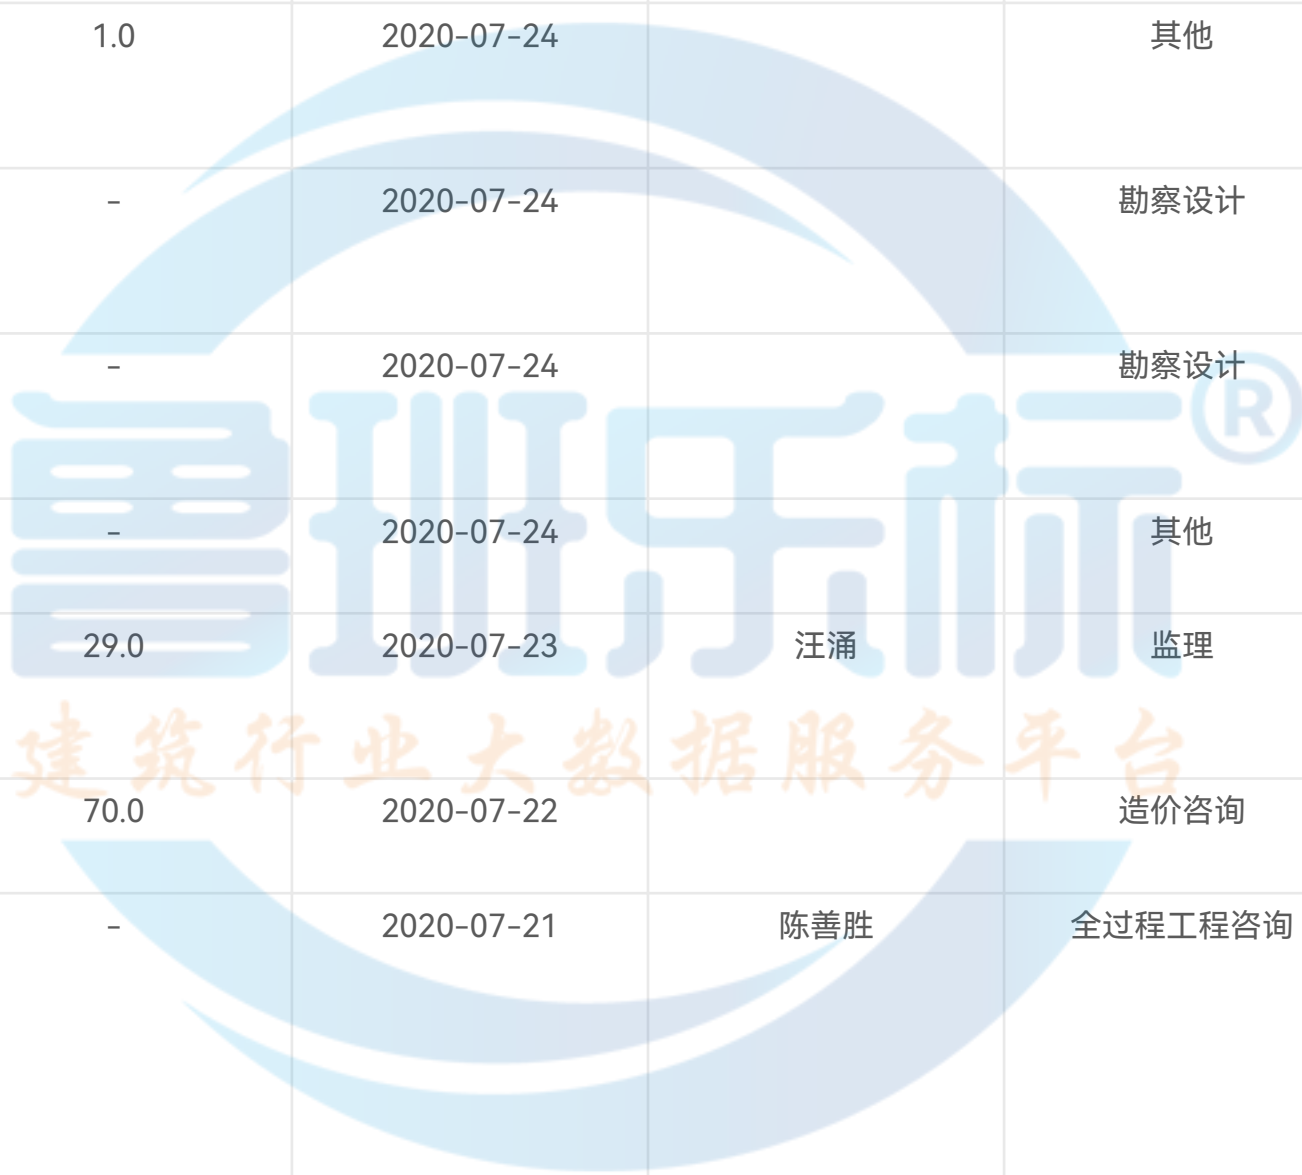 1.0 2020-07-24 其他
- 2020-07-24 勘察设计
- 2020-07-24 勘察设计
鲁班乐标®
- 2020-07-24 其他
29.0 2020-07-23 汪涌 监理
建筑行业大数据服务平台
70.0 2020-07-22 造价咨询
- 2020-07-21 陈善胜 全过程工程咨询